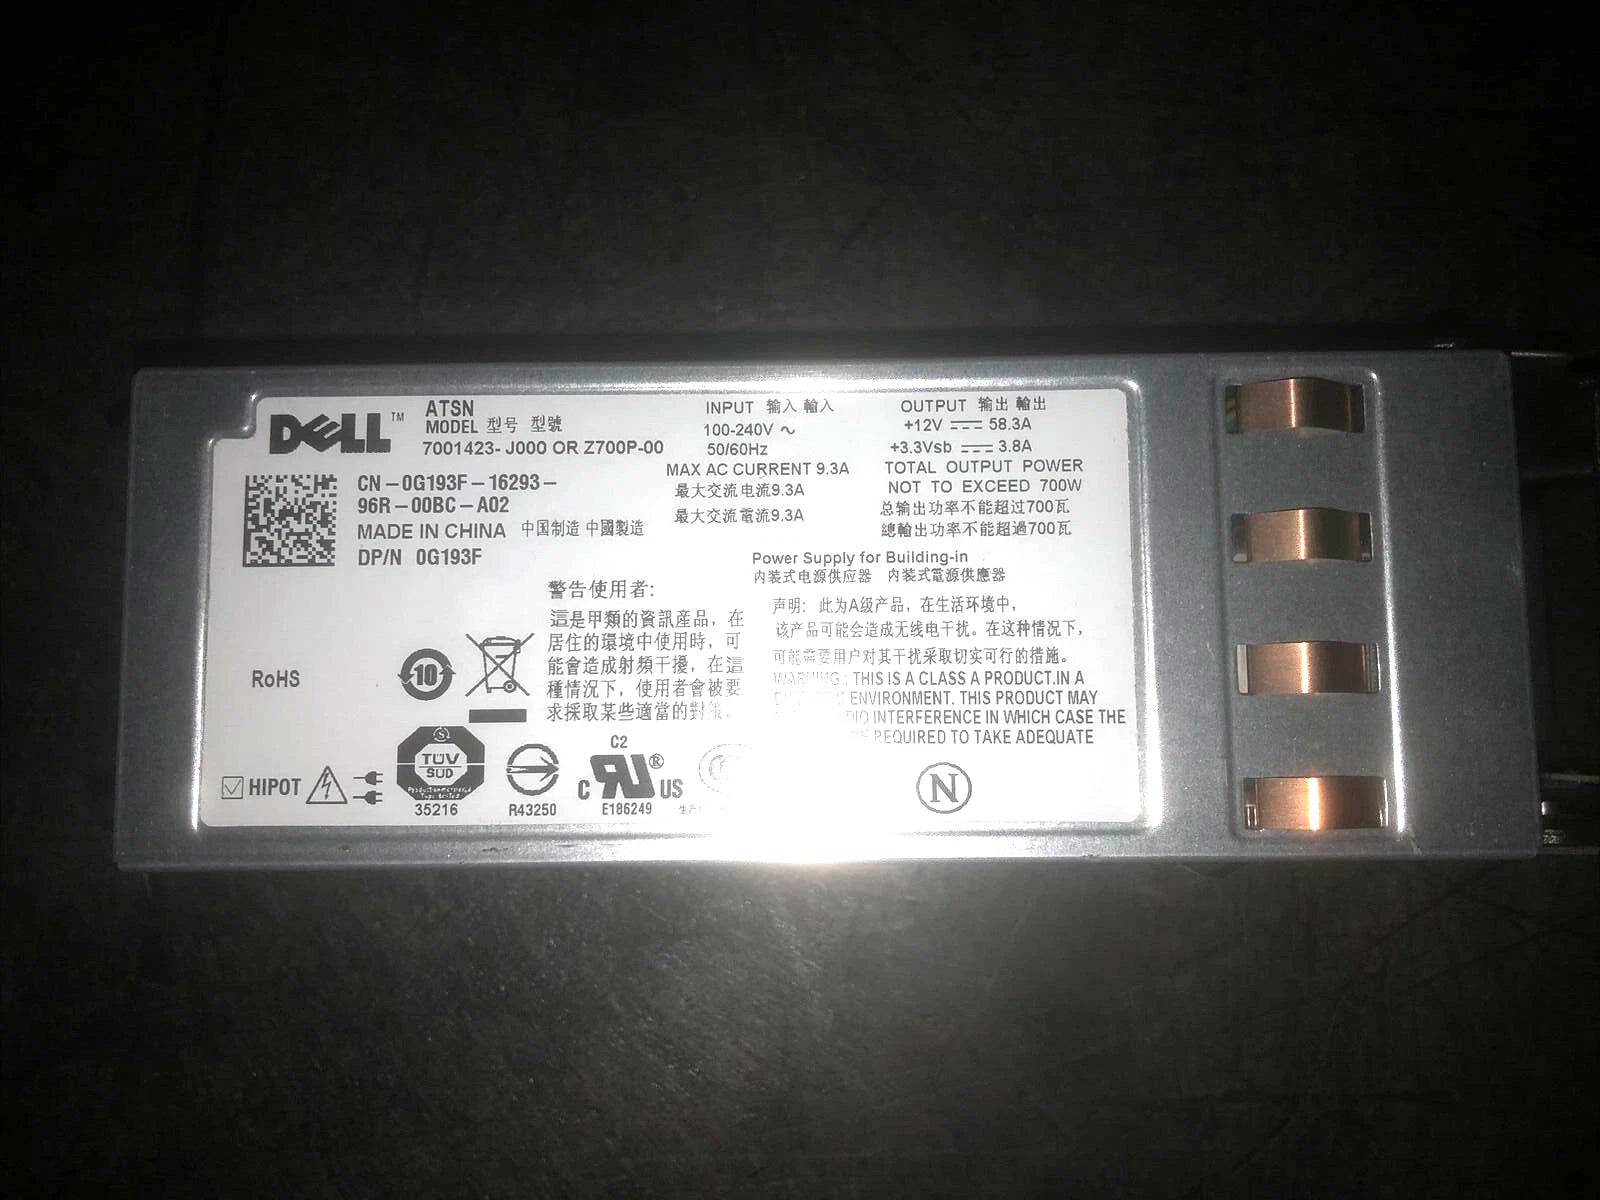 DELL™
ATSN
MODEL 型号 型號
7001423- J000 OR Z700P-00
CN-0G193F-16293-
96R-00BC-A02
MADE IN CHINA 中国制造 中國製造
DP/N 0G193F
INPUT 输入 輸入
100-240V ~
50/60Hz
MAX AC CURRENT 9.3A
最大交流电流9.3A
最大交流電流9.3A
OUTPUT 输出 輸出
+12V 58.3A
+3.3Vsb 3.8A
TOTAL OUTPUT POWER
NOT TO EXCEED 700W
总输出功率不能超过700瓦
總輸出功率不能超過700瓦
Power Supply for Building-in
内装式电源供应器 内装式電源供應器
警告使用者:
這是甲類的資訊產品，在
居住的環境中使用時，可
能會造成射頻干擾，在這
種情況下，使用者會被要
求採取某些適當的對策。
声明: 此为A级产品，在生活环境中，
该产品可能会造成无线电干扰。在这种情况下，
可能需要用户对其干扰采取切实可行的措施。
WARNING: THIS IS A CLASS A PRODUCT.IN A
ENVIRONMENT. THIS PRODUCT MAY
INTERFERENCE IN WHICH CASE THE
REQUIRED TO TAKE ADEQUATE
RoHS
10
HIPOT
TÜV
SÜD
35216
R43250
C2
C RU® US
E186249
N